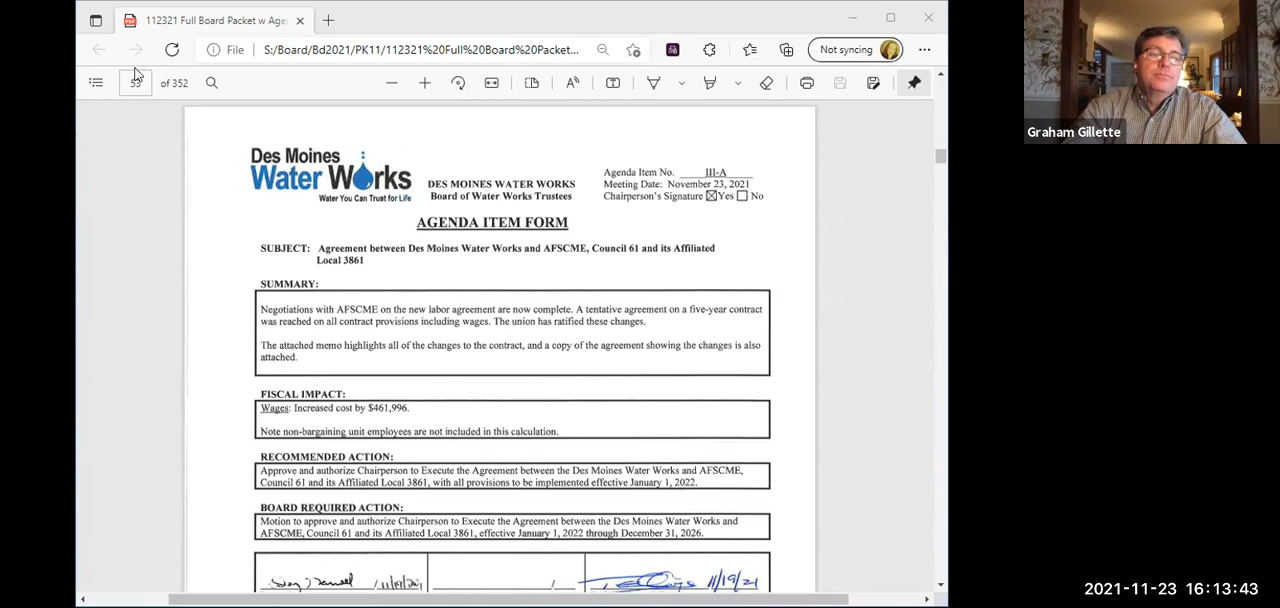 112321 Full Board Packet w Age
File
S:/Board/Bd2021/PK11/112321%20Full%20Board%20Packet...
Not syncing
53 of 352
Graham Gillette
Des Moines
Water Works
Water You Can Trust for Life
DES MOINES WATER WORKS
Board of Water Works Trustees
Agenda Item No. III-A
Meeting Date: November 23, 2021
Chairperson's Signature ☒ Yes ☐ No
AGENDA ITEM FORM
SUBJECT: Agreement between Des Moines Water Works and AFSCME, Council 61 and its Affiliated
Local 3861
SUMMARY:
Negotiations with AFSCME on the new labor agreement are now complete. A tentative agreement on a five-year contract
was reached on all contract provisions including wages. The union has ratified these changes.
The attached memo highlights all of the changes to the contract, and a copy of the agreement showing the changes is also
attached.
FISCAL IMPACT:
Wages: Increased cost by $461,996.
Note non-bargaining unit employees are not included in this calculation.
RECOMMENDED ACTION:
Approve and authorize Chairperson to Execute the Agreement between the Des Moines Water Works and AFSCME,
Council 61 and its Affiliated Local 3861, with all provisions to be implemented effective January 1, 2022.
BOARD REQUIRED ACTION:
Motion to approve and authorize Chairperson to Execute the Agreement between the Des Moines Water Works and
AFSCME, Council 61 and its Affiliated Local 3861, effective January 1, 2022 through December 31, 2026.
/ 11/19/21 / 11/19/21
2021-11-23 16:13:43